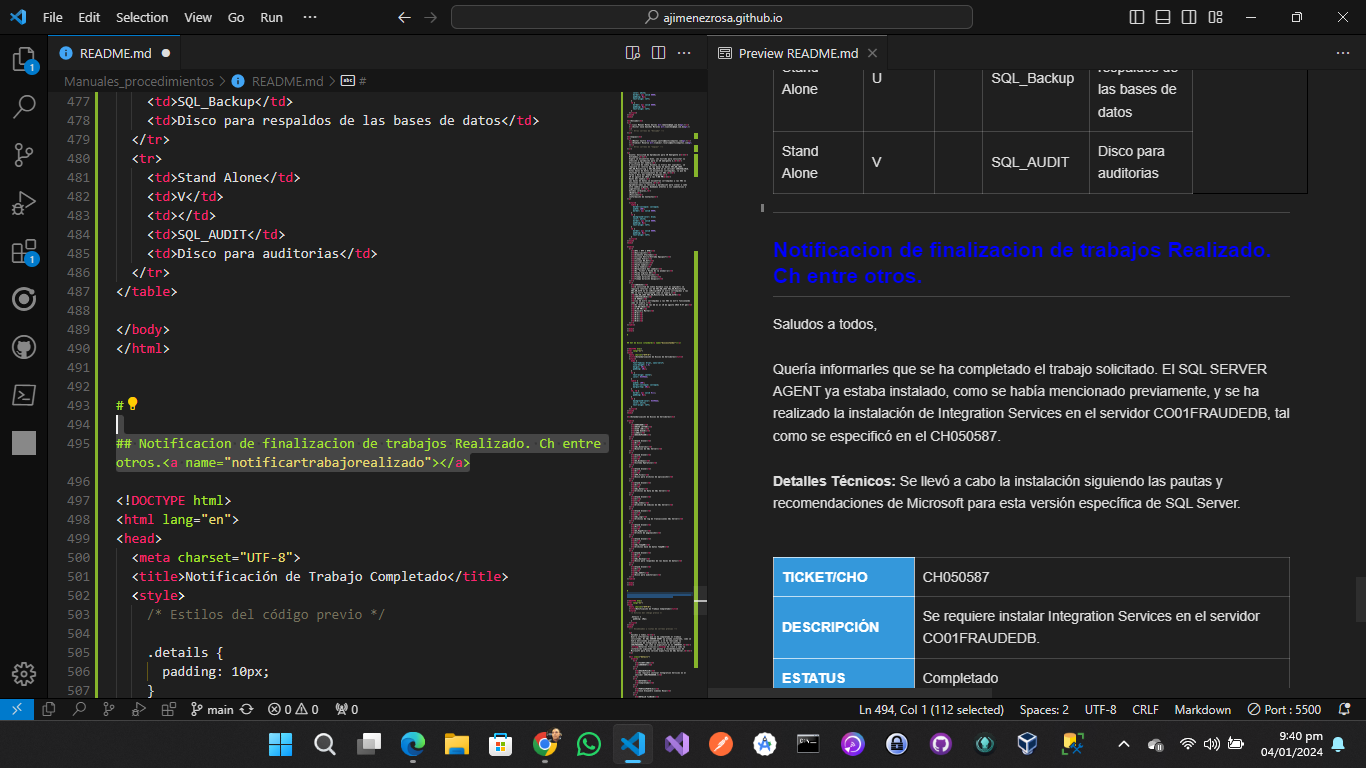 File Edit Selection View Go Run ···
ajimenezrosa.github.io
README.md
Preview README.md
Manuales_procedimientos > README.md > #
477 <td>SQL_Backup</td>
478 <td>Disco para respaldos de las bases de datos</td>
479 </tr>
480 <tr>
481 <td>Stand Alone</td>
482 <td>V</td>
483 <td></td>
484 <td>SQL_AUDIT</td>
485 <td>Disco para auditorias</td>
486 </tr>
487 </table>
488
489 </body>
490 </html>
491
492
493 #
494
495 ## Notificacion de finalizacion de trabajos Realizado. Ch entre
otros.<a name="notificartrabajorealizado"></a>
496
497 <!DOCTYPE html>
498 <html lang="en">
499 <head>
500 <meta charset="UTF-8">
501 <title>Notificación de Trabajo Completado</title>
502 <style>
503 /* Estilos del código previo */
504
505 .details {
506 padding: 10px;
507 }
Stand
Alone
U
SQL_Backup
respaldos de
las bases de
datos
Stand
Alone
V
SQL_AUDIT
Disco para
auditorias
Notificacion de finalizacion de trabajos Realizado.
Ch entre otros.
Saludos a todos,
Quería informarles que se ha completado el trabajo solicitado. El SQL SERVER
AGENT ya estaba instalado, como se había mencionado previamente, y se ha
realizado la instalación de Integration Services en el servidor CO01FRAUDEDB, tal
como se especificó en el CH050587.
Detalles Técnicos: Se llevó a cabo la instalación siguiendo las pautas y
recomendaciones de Microsoft para esta versión específica de SQL Server.
TICKET/CHO CH050587
DESCRIPCIÓN Se requiere instalar Integration Services en el servidor
CO01FRAUDEDB.
ESTATUS Completado
1
1
main 0 0 0 Ln 494, Col 1 (112 selected) Spaces: 2 UTF-8 CRLF Markdown Port : 5500
9:40 pm
04/01/2024